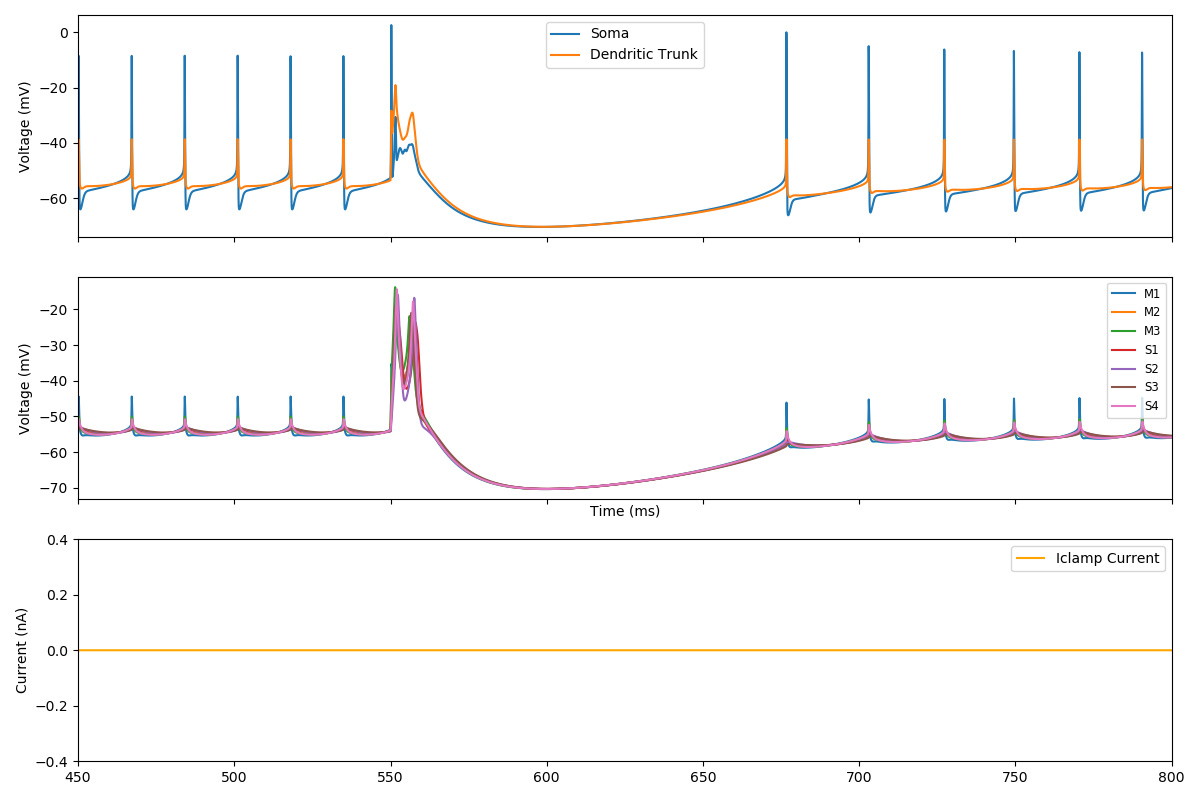 0
−20
−40
−60
Voltage (mV)
Soma
Dendritic Trunk
−20
−30
−40
−50
−60
−70
Voltage (mV)
M1
M2
M3
S1
S2
S3
S4
Time (ms)
0.4
0.2
0.0
−0.2
−0.4
Current (nA)
Iclamp Current
450 500 550 600 650 700 750 800